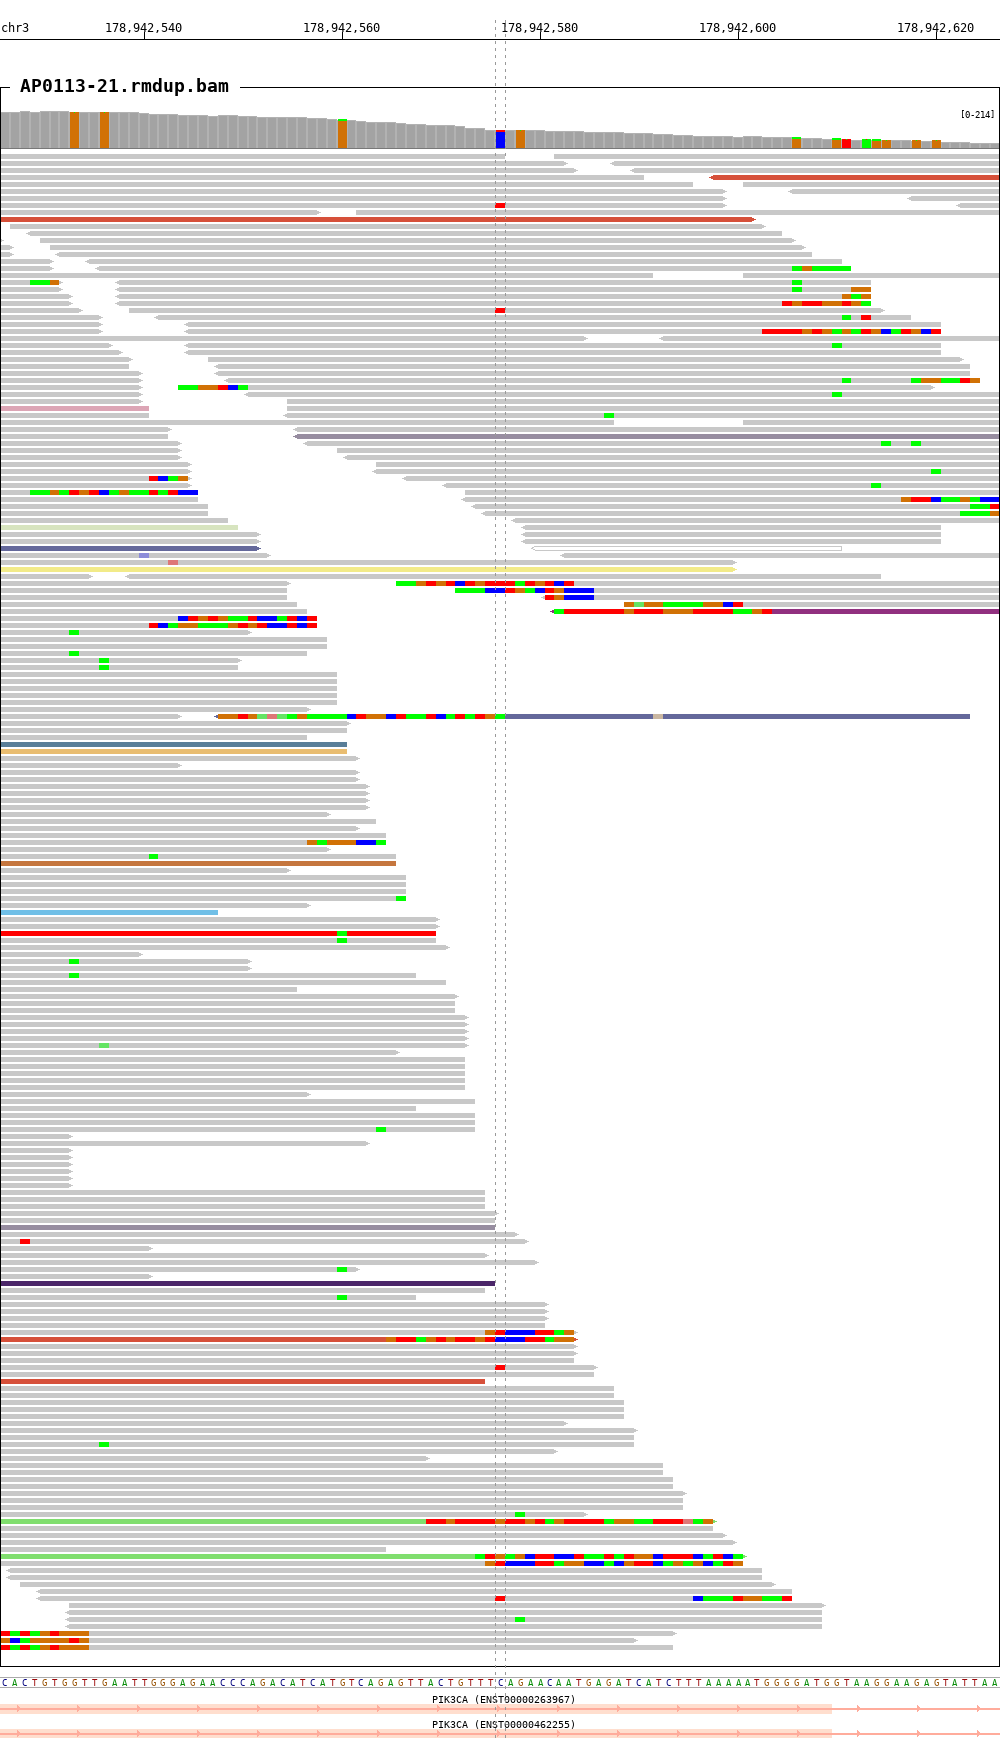 chr3 178,942,540 178,942,560 178,942,580 178,942,600 178,942,620
AP0113-21.rmdup.bam
[0-214]
CACTGTGGTTGAATTGGGAGAACCCAGACATCATGTCAGAGTTACTGTTTCAGAACAATGAGATCATCTTTAAAAATGGGGATGGTAAGGAAGAGTATTAA
PIK3CA (ENST00000263967)
PIK3CA (ENST00000462255)